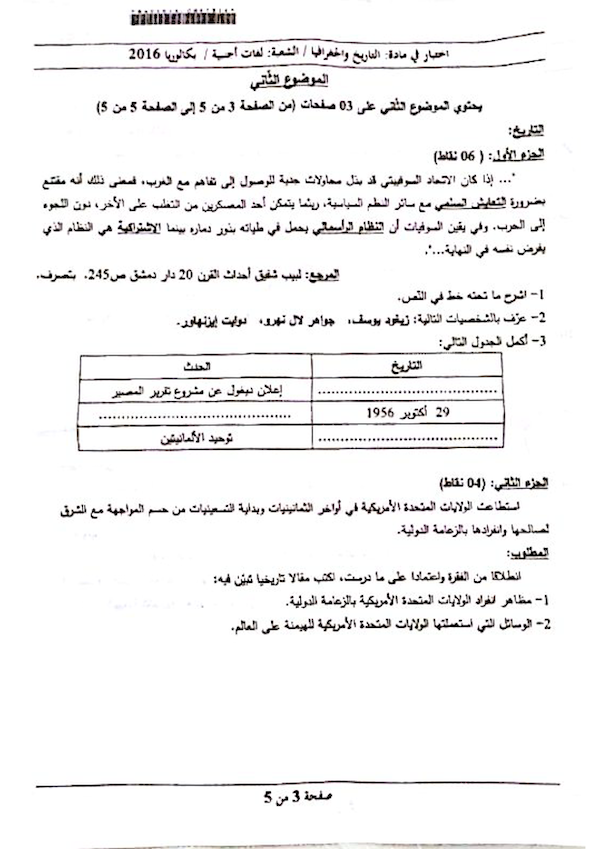 اختبار في مادة: التاريخ والجغرافيا / الشعبة: لغات أجنبية / بكالوريا 2016
الموضوع الثاني
يحتوي الموضوع الثاني على 03 صفحات (من الصفحة 3 من 5 إلى الصفحة 5 من 5)
التاريخ:
الجزء الأول: ( 06 نقاط)
"... إذا كان الاتحاد السوفييتي قد بذل محاولات جدية للوصول إلى تفاهم مع الغرب، فمعنى ذلك أنه مقتنع
بضرورة التعايش السلمي مع سائر النظم السياسية، ريثما يتمكن أحد المعسكرين من التغلب على الآخر، دون اللجوء
إلى الحرب. وفي يقين السوفيات أن النظام الرأسمالي يحمل في طياته بذور دماره بينما الاشتراكية هي النظام الذي
يفرض نفسه في النهاية...".
المرجع: لبيب شفيق أحداث القرن 20 دار دمشق ص245. بتصرف.
1- اشرح ما تحته خط في النّص.
2- عرّف بالشخصيات التالية: زيغود يوسف، جواهر لال نهرو، دوايت إيزنهاور.
3- أكمل الجدول التالي:
التاريخ الحدث
........................................ إعلان ديغول عن مشروع تقرير المصير
29 أكتوبر 1956 ........................................
........................................ توحيد الألمانيتين
الجزء الثاني: (04 نقاط)
استطاعت الولايات المتحدة الأمريكية في أواخر الثمانينيات وبداية التسعينيات من حسم المواجهة مع الشرق
لصالحها وانفرادها بالزعامة الدولية.
المطلوب:
انطلاقا من الفقرة واعتمادا على ما درست، اكتب مقالا تاريخيا تبيّن فيه:
1- مظاهر انفراد الولايات المتحدة الأمريكية بالزعامة الدولية.
2- الوسائل التي استعملتها الولايات المتحدة الأمريكية للهيمنة على العالم.
صفحة 3 من 5